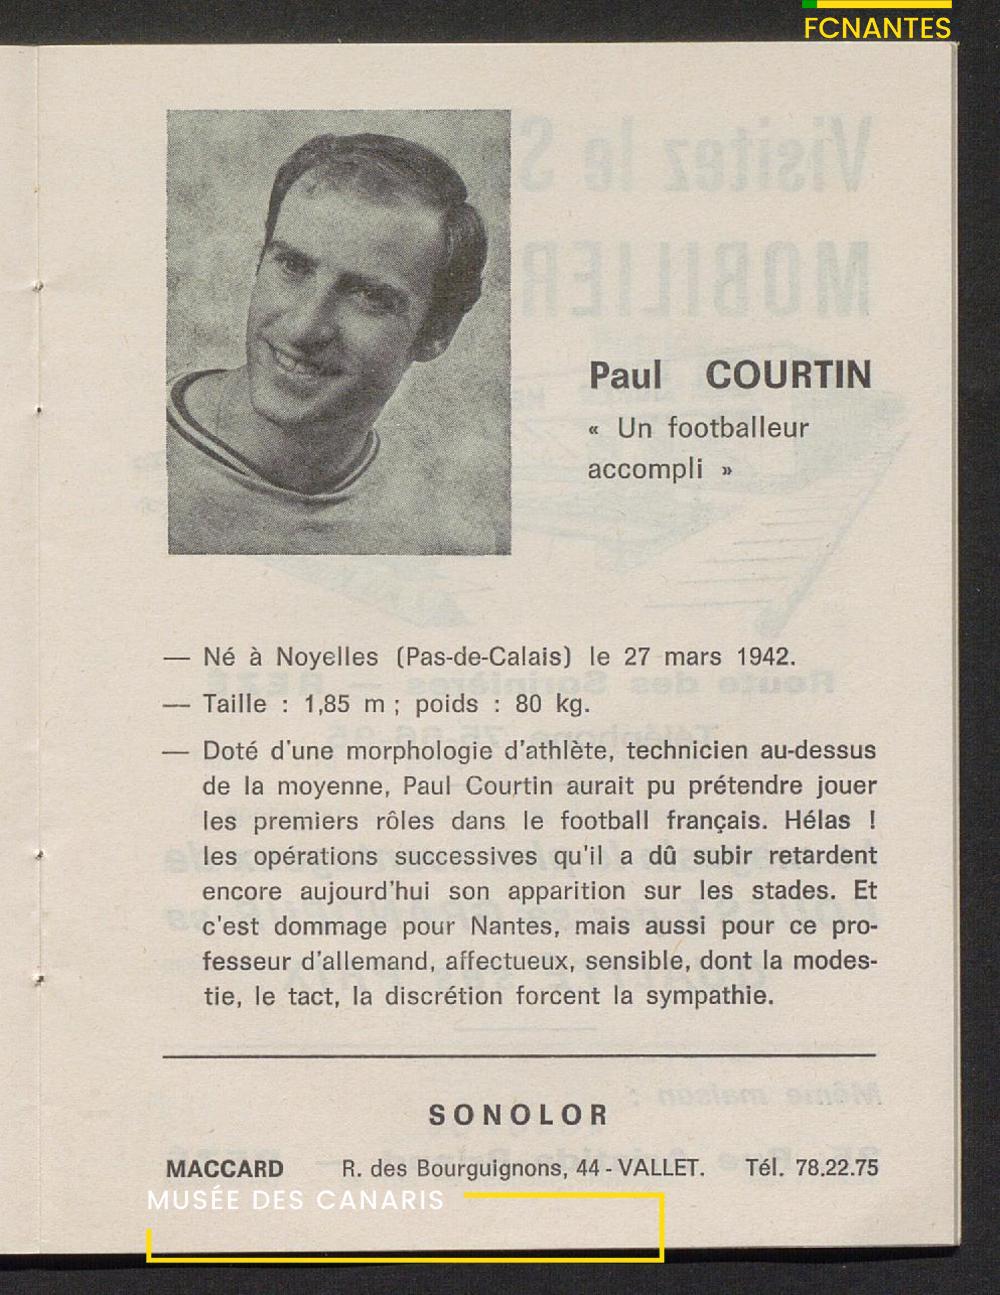 FCNANTES
Paul COURTIN
« Un footballeur
accompli »
— Né à Noyelles (Pas-de-Calais) le 27 mars 1942.
— Taille : 1,85 m ; poids : 80 kg.
— Doté d'une morphologie d'athlète, technicien au-dessus
de la moyenne, Paul Courtin aurait pu prétendre jouer
les premiers rôles dans le football français. Hélas !
les opérations successives qu'il a dû subir retardent
encore aujourd'hui son apparition sur les stades. Et
c'est dommage pour Nantes, mais aussi pour ce pro-
fesseur d'allemand, affectueux, sensible, dont la modes-
tie, le tact, la discrétion forcent la sympathie.
SONOLOR
MACCARD R. des Bourguignons, 44 - VALLET. Tél. 78.22.75
MUSÉE DES CANARIS